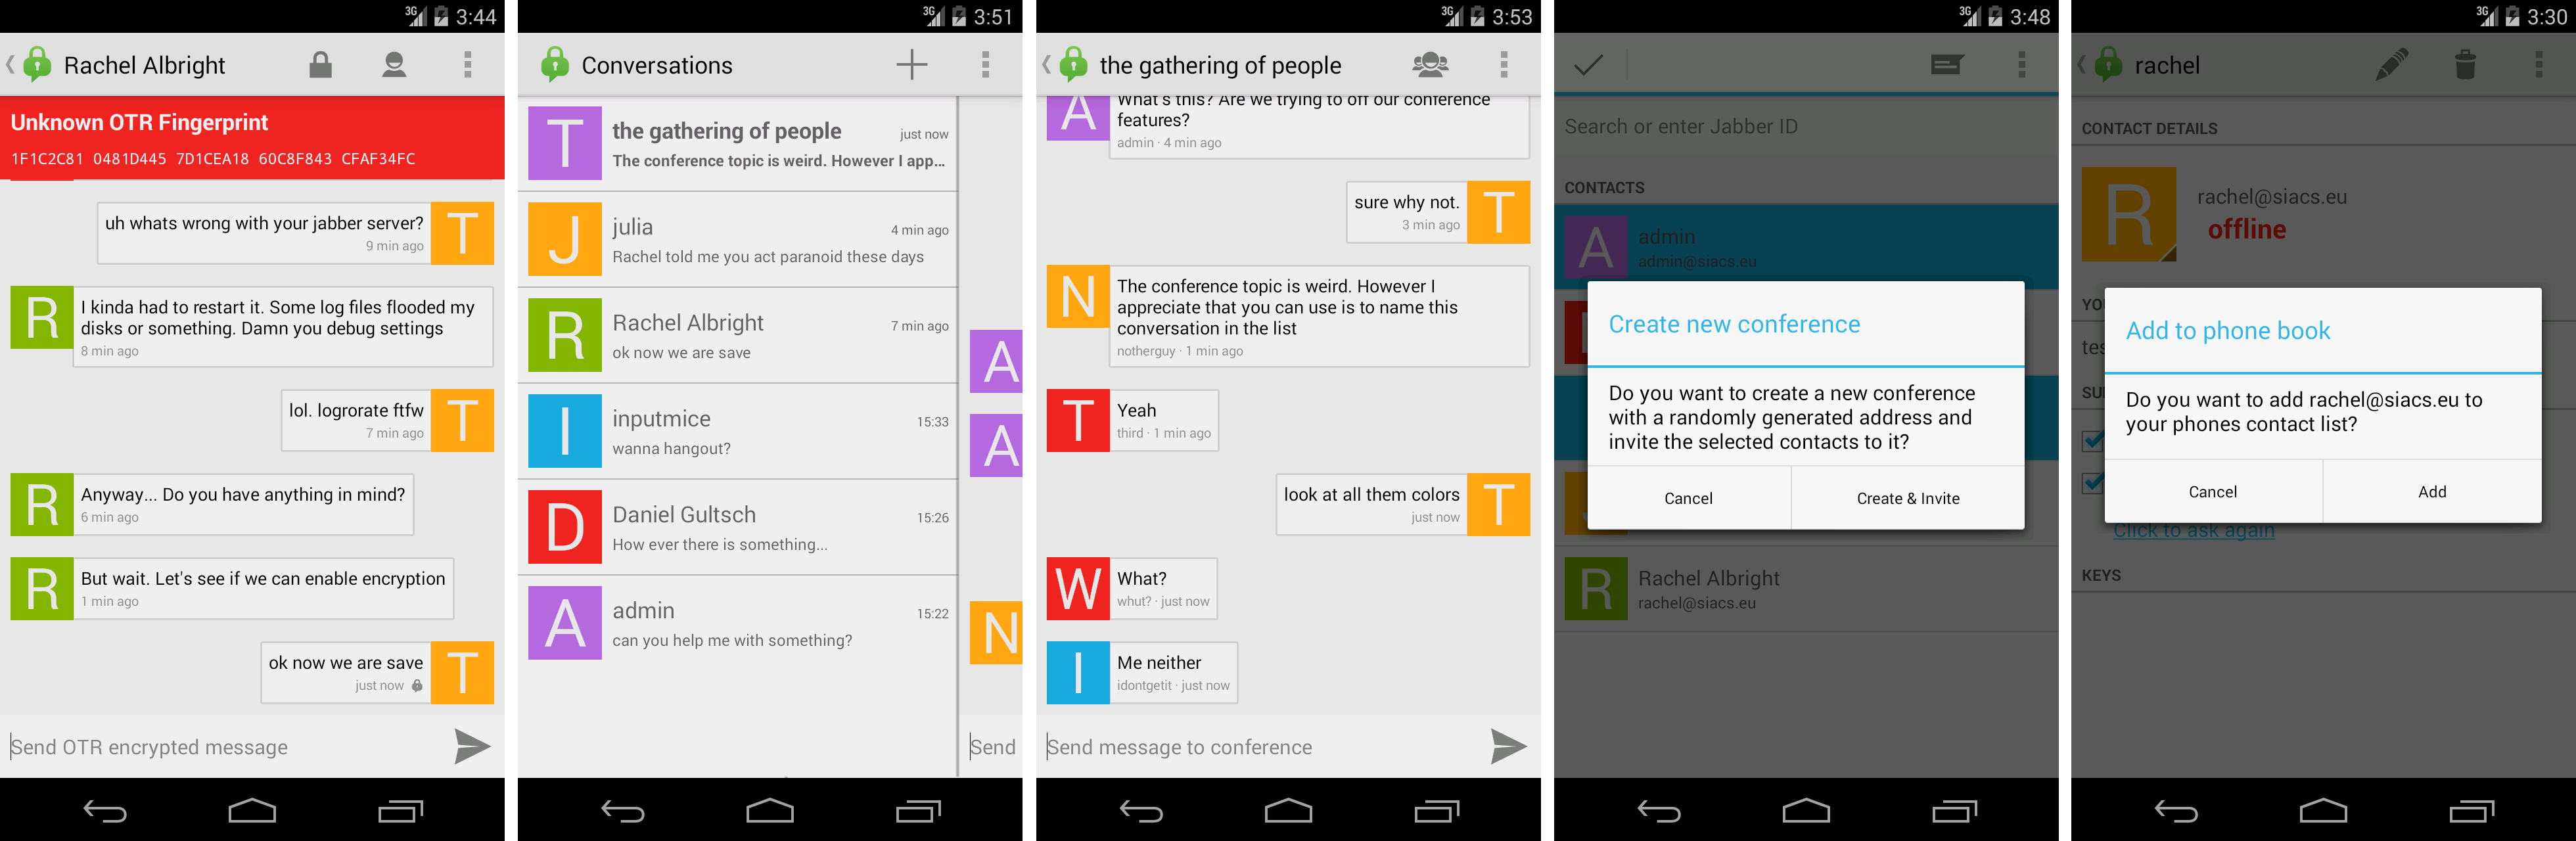 3G 3:44
Rachel Albright
Unknown OTR Fingerprint
1F1C2C81 0481D445 7D1CEA18 60C8F843 CFAF34FC
uh whats wrong with your jabber server?
9 min ago
T
R
I kinda had to restart it. Some log files flooded my
disks or something. Damn you debug settings
8 min ago
lol. logrorate ftfw
7 min ago
T
R
Anyway... Do you have anything in mind?
6 min ago
R
But wait. Let's see if we can enable encryption
1 min ago
ok now we are save
just now
T
Send OTR encrypted message
3G 3:51
Conversations
T
the gathering of people
just now
The conference topic is weird. However I app...
J
julia
4 min ago
Rachel told me you act paranoid these days
R
Rachel Albright
7 min ago
ok now we are save
I
inputmice
15:33
wanna hangout?
D
Daniel Gultsch
15:26
How ever there is something...
A
admin
15:22
can you help me with something?
A
A
N
Send
3G 3:53
the gathering of people
A
What's this? Are we trying to off our conference
features?
admin · 4 min ago
sure why not.
3 min ago
T
N
The conference topic is weird. However I
appreciate that you can use is to name this
conversation in the list
notherguy · 1 min ago
T
Yeah
third · 1 min ago
look at all them colors
just now
T
W
What?
whut? · just now
I
Me neither
idontgetit · just now
Send message to conference
3G 3:48
Search or enter Jabber ID
CONTACTS
A
admin
admin@siacs.eu
Create new conference
Do you want to create a new conference
with a randomly generated address and
invite the selected contacts to it?
Cancel
Create & Invite
R
Rachel Albright
rachel@siacs.eu
3G 3:30
rachel
CONTACT DETAILS
R
rachel@siacs.eu
offline
YO
tes
SU
Add to phone book
Do you want to add rachel@siacs.eu to
your phones contact list?
Cancel
Add
Click to ask again
KEYS